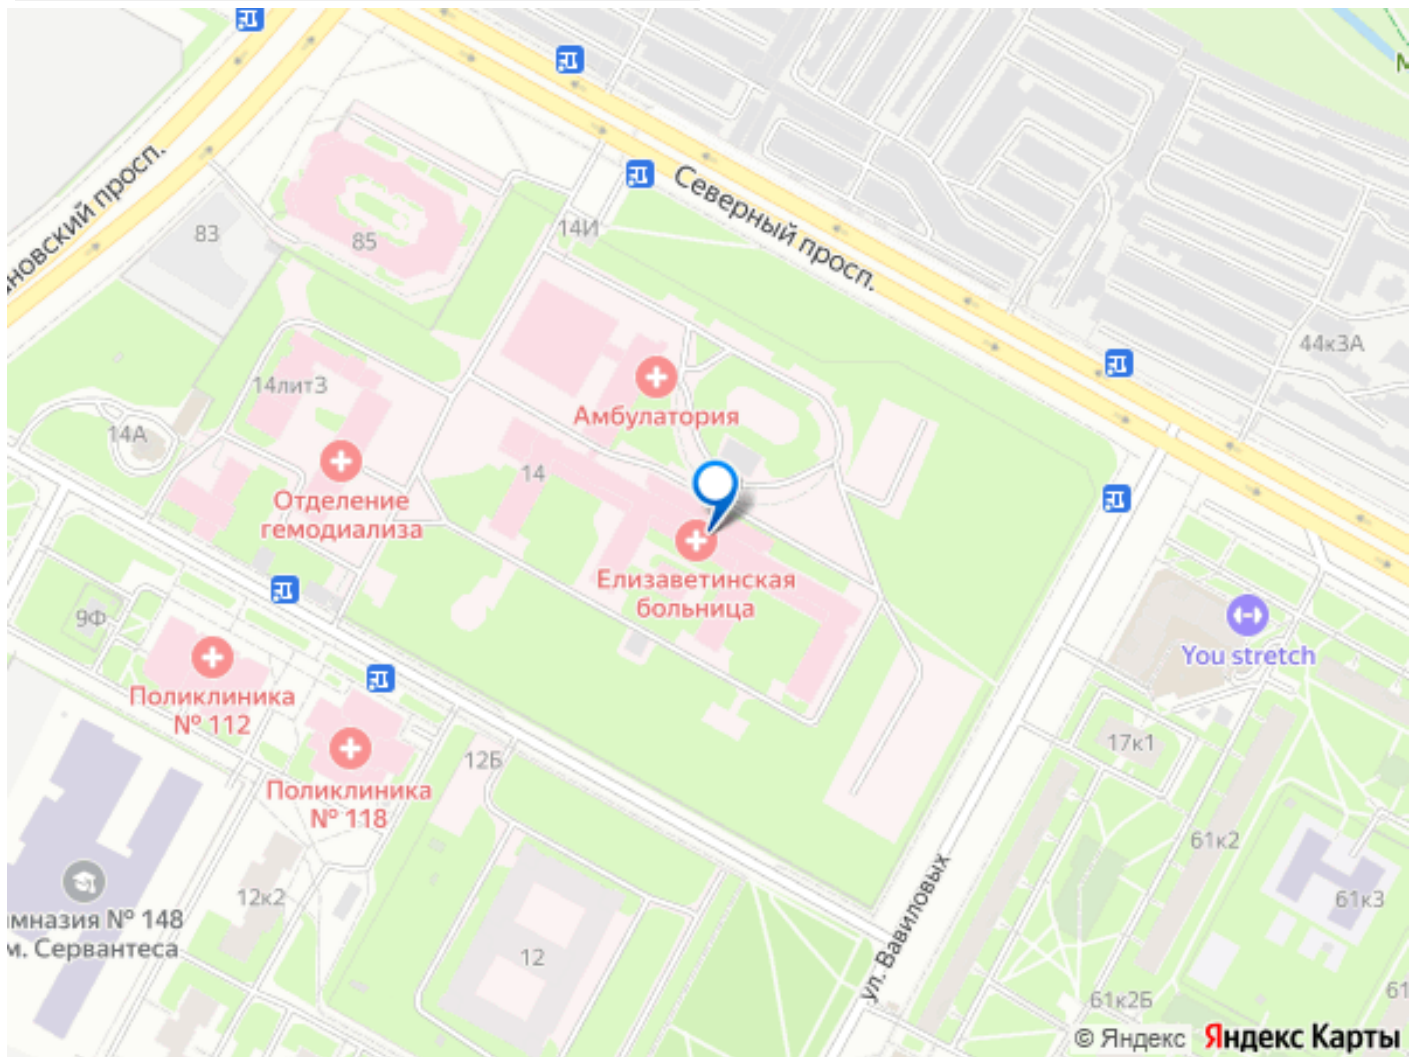 Северный просп.
новский просп.
83
85
14И
44к3А
14лит3
14А
Амбулатория
14
Отделение
гемодиализа
Елизаветинская
больница
9Ф
You stretch
Поликлиника
№ 112
12Б
17к1
Поликлиника
№ 118
61к2
мназия № 148
м. Сервантеса
12к2
61к3
ул. Вавиловых
12
61к2Б
61
© Яндекс
Яндекс Карты